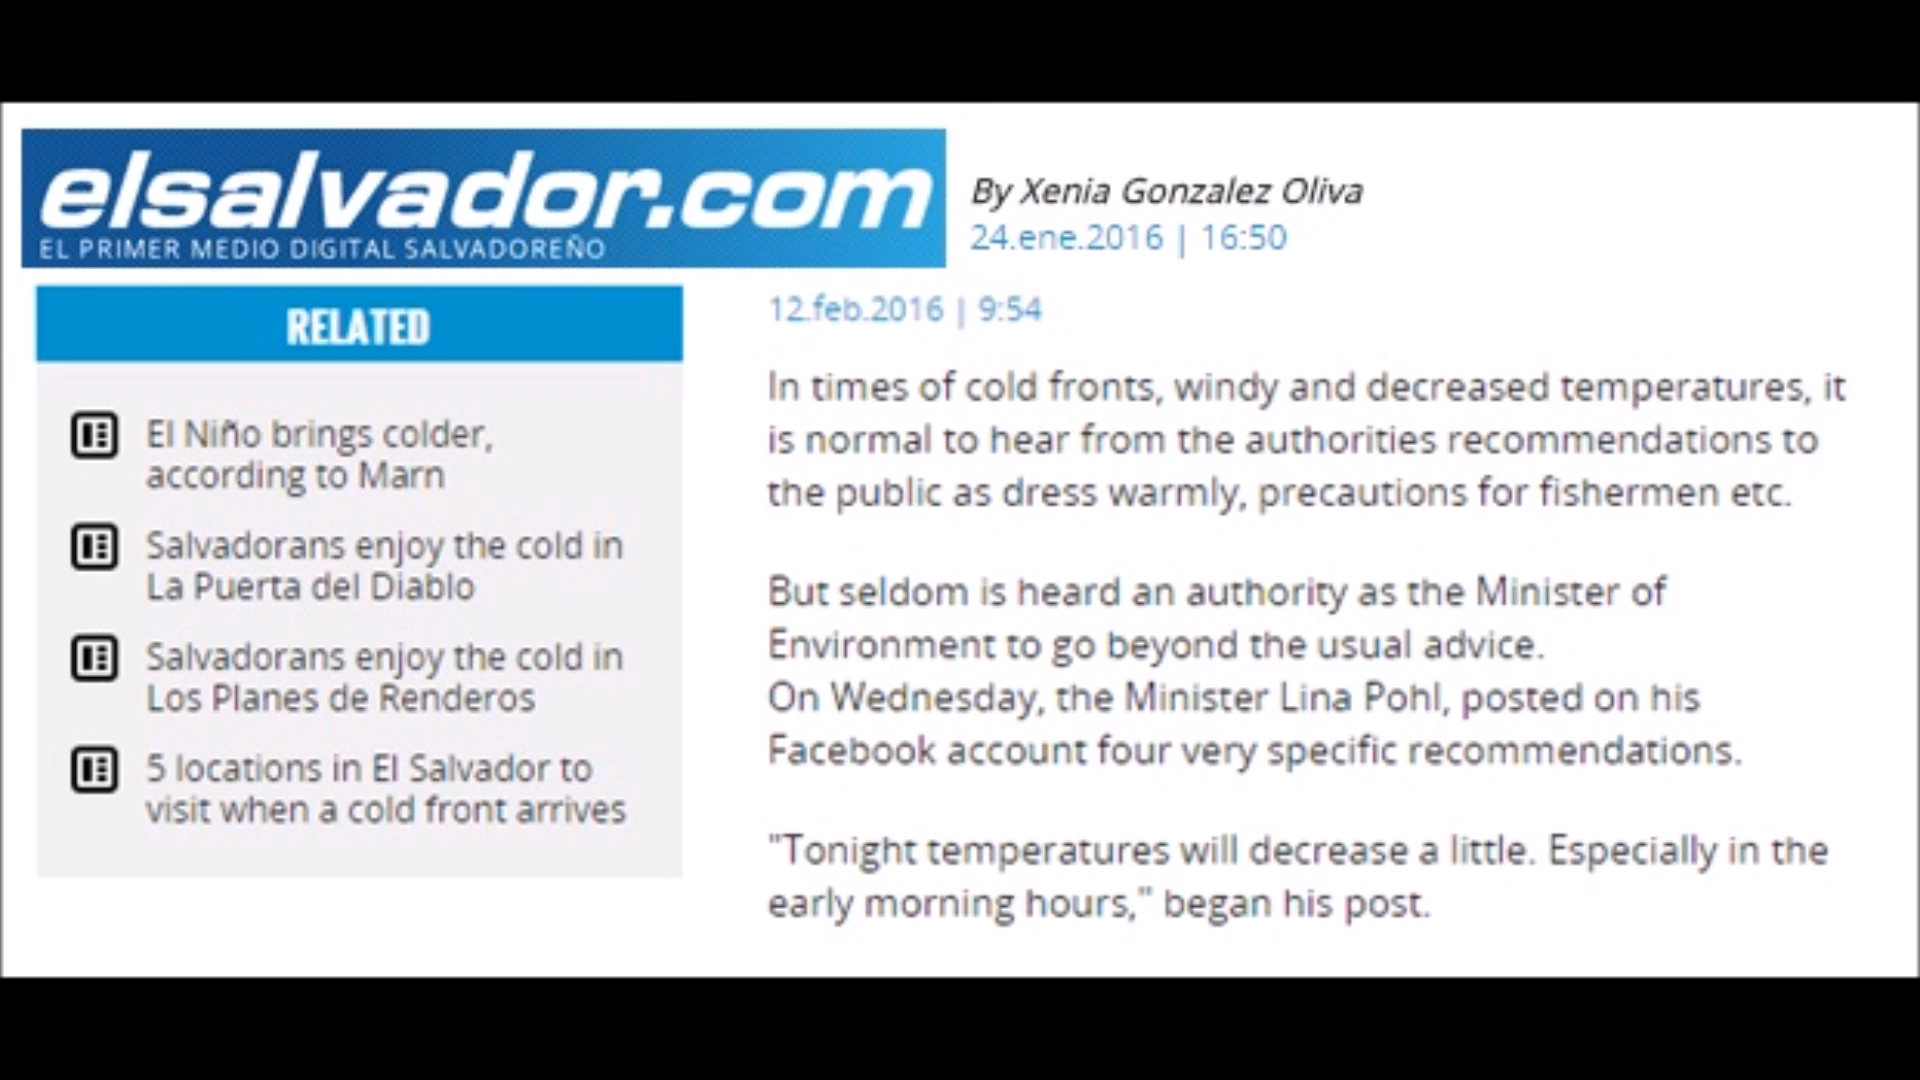 elsalvador.com
EL PRIMER MEDIO DIGITAL SALVADOREÑO
By Xenia Gonzalez Oliva
24.ene.2016 | 16:50
RELATED
El Niño brings colder,
according to Marn
Salvadorans enjoy the cold in
La Puerta del Diablo
Salvadorans enjoy the cold in
Los Planes de Renderos
5 locations in El Salvador to
visit when a cold front arrives
12.feb.2016 | 9:54
In times of cold fronts, windy and decreased temperatures, it
is normal to hear from the authorities recommendations to
the public as dress warmly, precautions for fishermen etc.
But seldom is heard an authority as the Minister of
Environment to go beyond the usual advice.
On Wednesday, the Minister Lina Pohl, posted on his
Facebook account four very specific recommendations.
"Tonight temperatures will decrease a little. Especially in the
early morning hours," began his post.